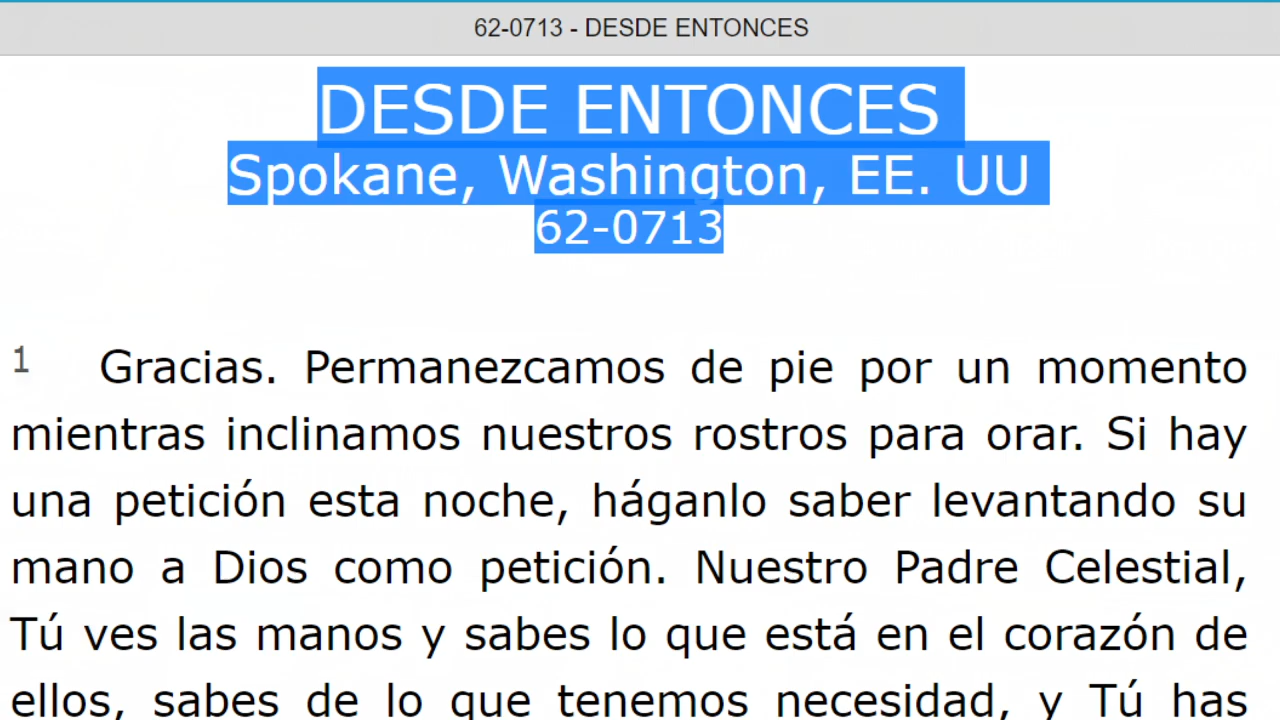 62-0713 - DESDE ENTONCES
DESDE ENTONCES
Spokane, Washington, EE. UU
62-0713
1 Gracias. Permanezcamos de pie por un momento
mientras inclinamos nuestros rostros para orar. Si hay
una petición esta noche, háganlo saber levantando su
mano a Dios como petición. Nuestro Padre Celestial,
Tú ves las manos y sabes lo que está en el corazón de
ellos, sabes de lo que tenemos necesidad, y Tú has